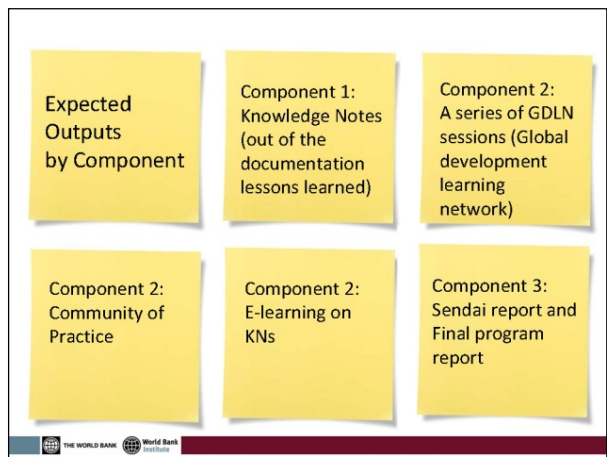 Expected
Outputs
by Component
Component 1:
Knowledge Notes
(out of the
documentation
lessons learned)
Component 2:
A series of GDLN
sessions (Global
development
learning
network)
Component 2:
Community of
Practice
Component 2:
E-learning on
KNs
Component 3:
Sendai report and
Final program
report
THE WORLD BANK
World Bank
Institute